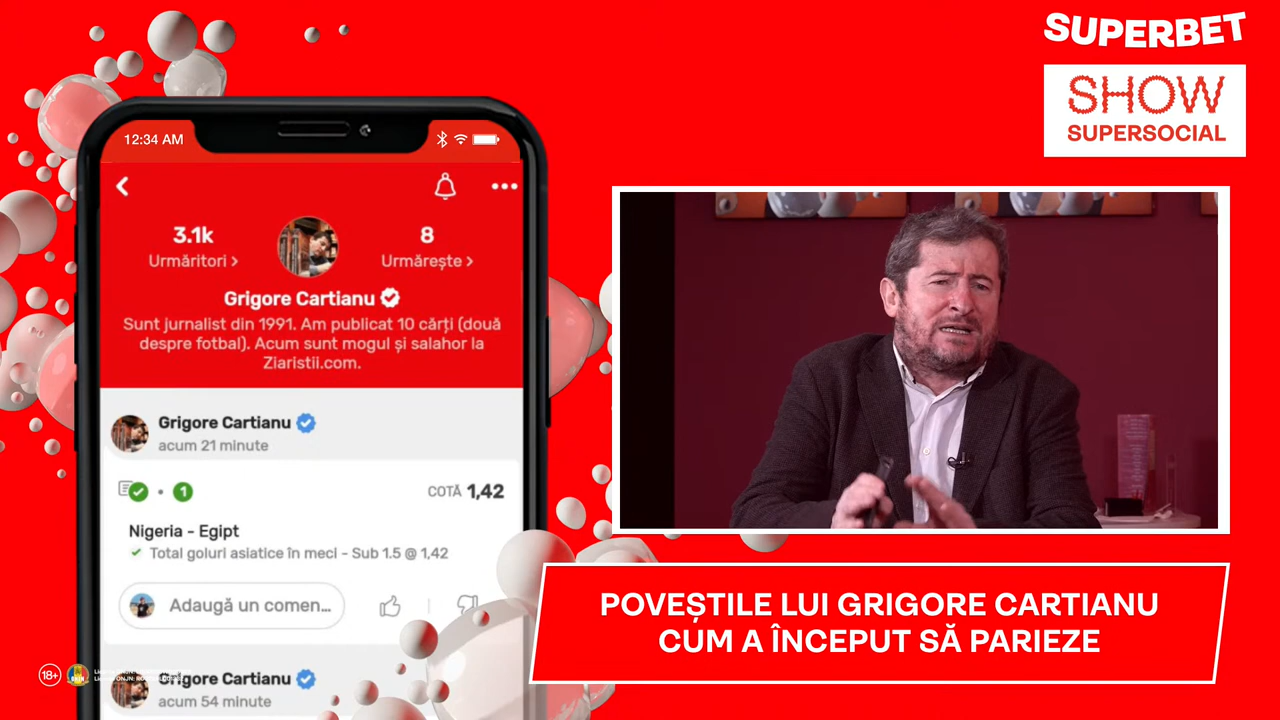 SUPERBET
SHOW
SUPERSOCIAL
12:34 AM
3.1k
Urmăritori >
8
Urmărește >
Grigore Cartianu
Sunt jurnalist din 1991. Am publicat 10 cărți (două
despre fotbal). Acum sunt mogul și salahor la
Ziaristii.com.
Grigore Cartianu
acum 21 minute
1
COTĂ 1,42
Nigeria - Egipt
Total goluri asiatice în meci - Sub 1.5 @ 1,42
Adaugă un comen...
Grigore Cartianu
acum 54 minute
18+
POVEȘTILE LUI GRIGORE CARTIANU
CUM A ÎNCEPUT SĂ PARIEZE